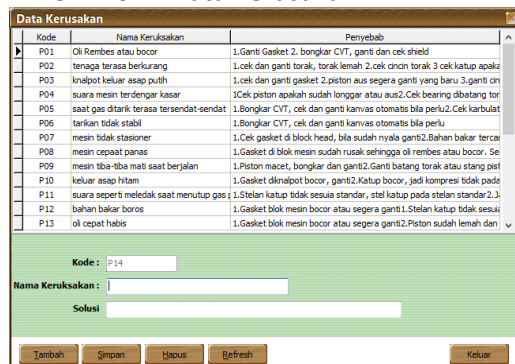 Data Kerusakan
Kode Nama Keruksakan Penyebab
P01 Oli Rembes atau bocor 1.Ganti Gasket 2. bongkar CVT, ganti dan cek shield
P02 tenaga terasa berkurang 1.cek dan ganti torak, torak lemah 2.cek cincin torak 3 cek katup apaka
P03 knalpot keluar asap putih 1.cek dan ganti gasket 2.piston aus segera ganti yang baru 3.ganti cin
P04 suara mesin terdengar kasar 1Cek piston apakah sudah longgar atau aus2.Cek bearing dibatang tor
P05 saat gas ditarik terasa tersendat-sendat 1.Bongkar CVT, cek dan ganti kanvas otomatis bila perlu2.Cek karbulat
P06 tarikan tidak stabil 1.Bongkar CVT, cek dan ganti kanvas otomatis bila perlu
P07 mesin tidak stasioner 1.Cek gasket di block head, bila sudah nyala ganti2.Bahan bakar terca
P08 mesin cepaat panas 1.Gasket di blok mesin sudah rusak sehingga oli rembes atau bocor. Se
P09 mesin tiba-tiba mati saat berjalan 1.Piston macet, bongkar dan ganti2.Ganti batang torak atau stang pist
P10 keluar asap hitam 1.Gasket diknalpot bocor, ganti2.Katup bocor, jadi kompresi tidak pada
P11 suara seperti meledak saat menutup gas 1.Stelan katup tidak sesuia standar, stel katup pada stelan standar2.J
P12 bahan bakar boros 1.Gasket blok mesin bocor atau segera ganti1.Stelan katup tidak sesuia
P13 oli cepat habis 1.Gasket blok mesin bocor atau segera ganti2.Piston sudah lemah dan
Kode : P14
Nama Keruksakan :
Solusi
Tambah Simpan Hapus Refresh Keluar